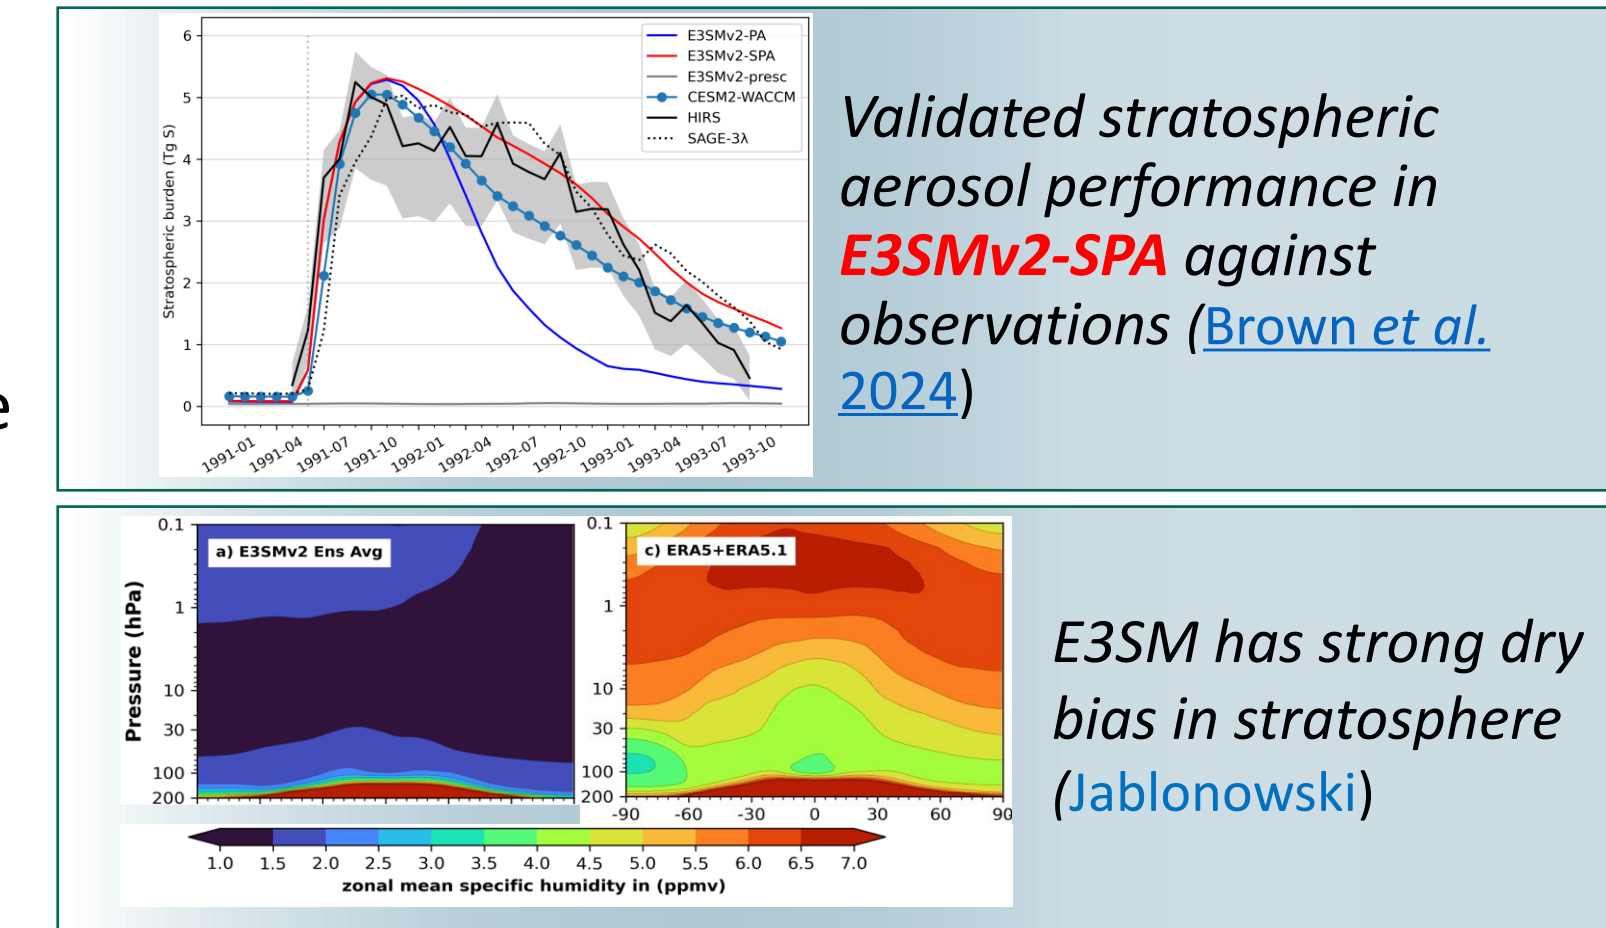 e
6
5
4
3
2
1
0
Stratospheric burden (Tg S)
E3SMv2-PA
E3SMv2-SPA
E3SMv2-presc
CESM2-WACCM
HIRS
SAGE-3λ
1991-01 1991-04 1991-07 1991-10 1992-01 1992-04 1992-07 1992-10 1993-01 1993-04 1993-07 1993-10
Validated stratospheric
aerosol performance in
E3SMv2-SPA against
observations (Brown et al.
2024)
a) E3SMv2 Ens Avg
Pressure (hPa)
0.1
1
10
30
100
200
c) ERA5+ERA5.1
0.1
1
10
30
100
200
-90 -60 -30 0 30 60 90
1.0 1.5 2.0 2.5 3.0 3.5 4.0 4.5 5.0 5.5 6.0 6.5 7.0
zonal mean specific humidity in (ppmv)
E3SM has strong dry
bias in stratosphere
(Jablonowski)